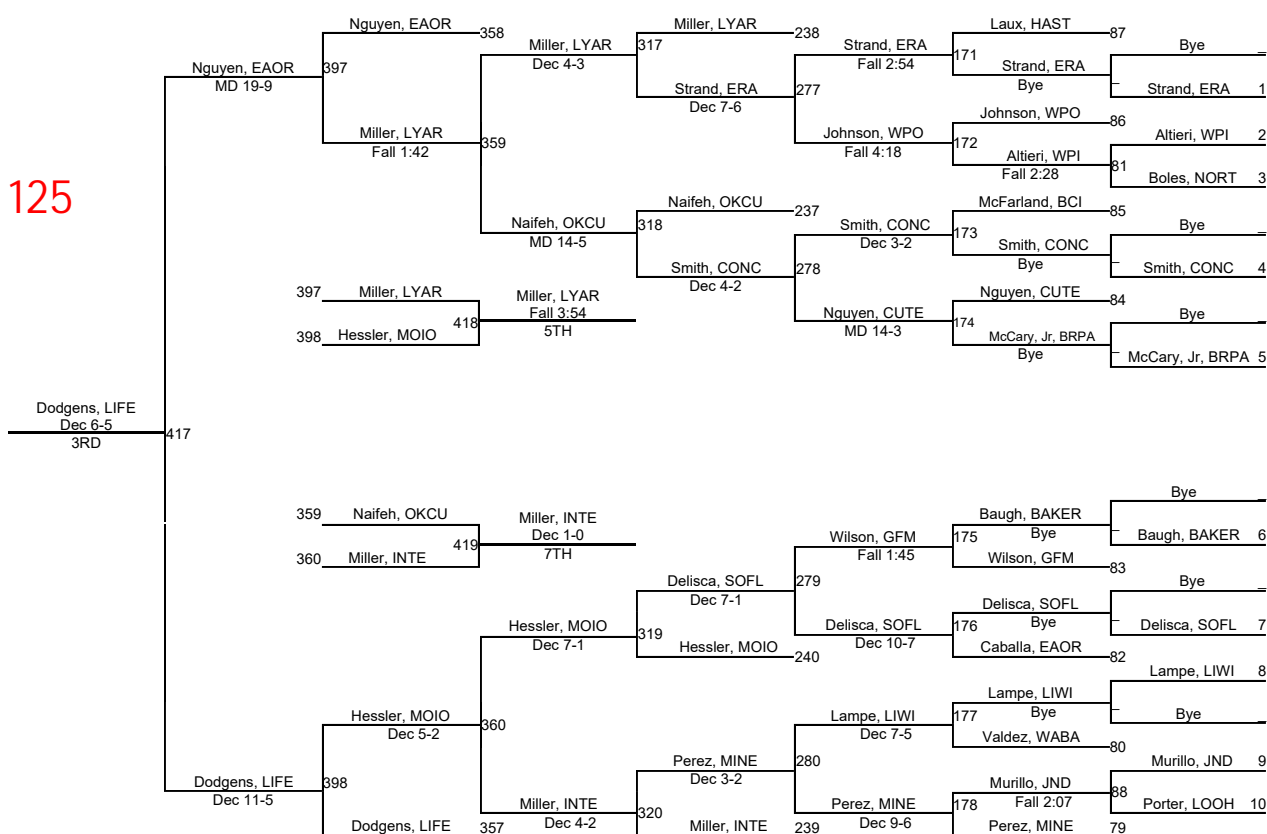 Nguyen, EAOR 358 Miller, LYAR 238 Laux, HAST 87
Miller, LYAR 317 Strand, ERA 171 Bye _
Dec 4-3 Fall 2:54
Nguyen, EAOR 397 Strand, ERA _ Strand, ERA 1
MD 19-9 Bye
Strand, ERA 277
Dec 7-6
Johnson, WPO 86
Miller, LYAR 359 Johnson, WPO 172 Altieri, WPI 2
Fall 1:42 Fall 4:18
Altieri, WPI 81
Fall 2:28
Boles, NORT 3
125
Naifeh, OKCU 237 McFarland, BCI 85
Naifeh, OKCU 318 Smith, CONC 173 Bye _
MD 14-5 Dec 3-2
Smith, CONC _
Bye
Smith, CONC 278 Smith, CONC 4
Dec 4-2
397 Miller, LYAR Miller, LYAR Nguyen, CUTE 84
Fall 3:54
418 5TH Nguyen, CUTE 174 Bye _
MD 14-3
398 Hessler, MOIO McCary, Jr, BRPA _
Bye
McCary, Jr, BRPA 5
Dodgens, LIFE
Dec 6-5
3RD 417
Bye _
359 Naifeh, OKCU Miller, INTE Baugh, BAKER _
Dec 1-0 Bye
419 7TH Wilson, GFM 175 Baugh, BAKER 6
Fall 1:45
360 Miller, INTE Wilson, GFM 83
Delisca, SOFL 279 Bye _
Dec 7-1
Delisca, SOFL _
Bye
Hessler, MOIO 319 Delisca, SOFL 176 Delisca, SOFL 7
Dec 7-1 Dec 10-7
Hessler, MOIO 240 Caballa, EAOR 82
Lampe, LIWI 8
Lampe, LIWI _
Bye
Hessler, MOIO 360 Lampe, LIWI 177 Bye _
Dec 5-2 Dec 7-5
Valdez, WABA 80
Perez, MINE 280 Murillo, JND 9
Dec 3-2
Dodgens, LIFE 398 Murillo, JND 88
Dec 11-5 Fall 2:07
Miller, INTE 320 Perez, MINE 178 Porter, LOOH 10
Dec 4-2 Dec 9-6
Dodgens, LIFE 357 Miller, INTE 239 Perez, MINE 79